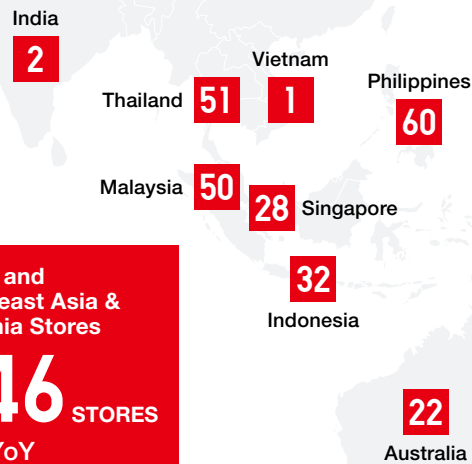 India
2
Vietnam
1
Thailand 51
Philippines
60
Malaysia 50
28 Singapore
32
Indonesia
and
east Asia &
Stores
46 STORES
YoY
22
Australia